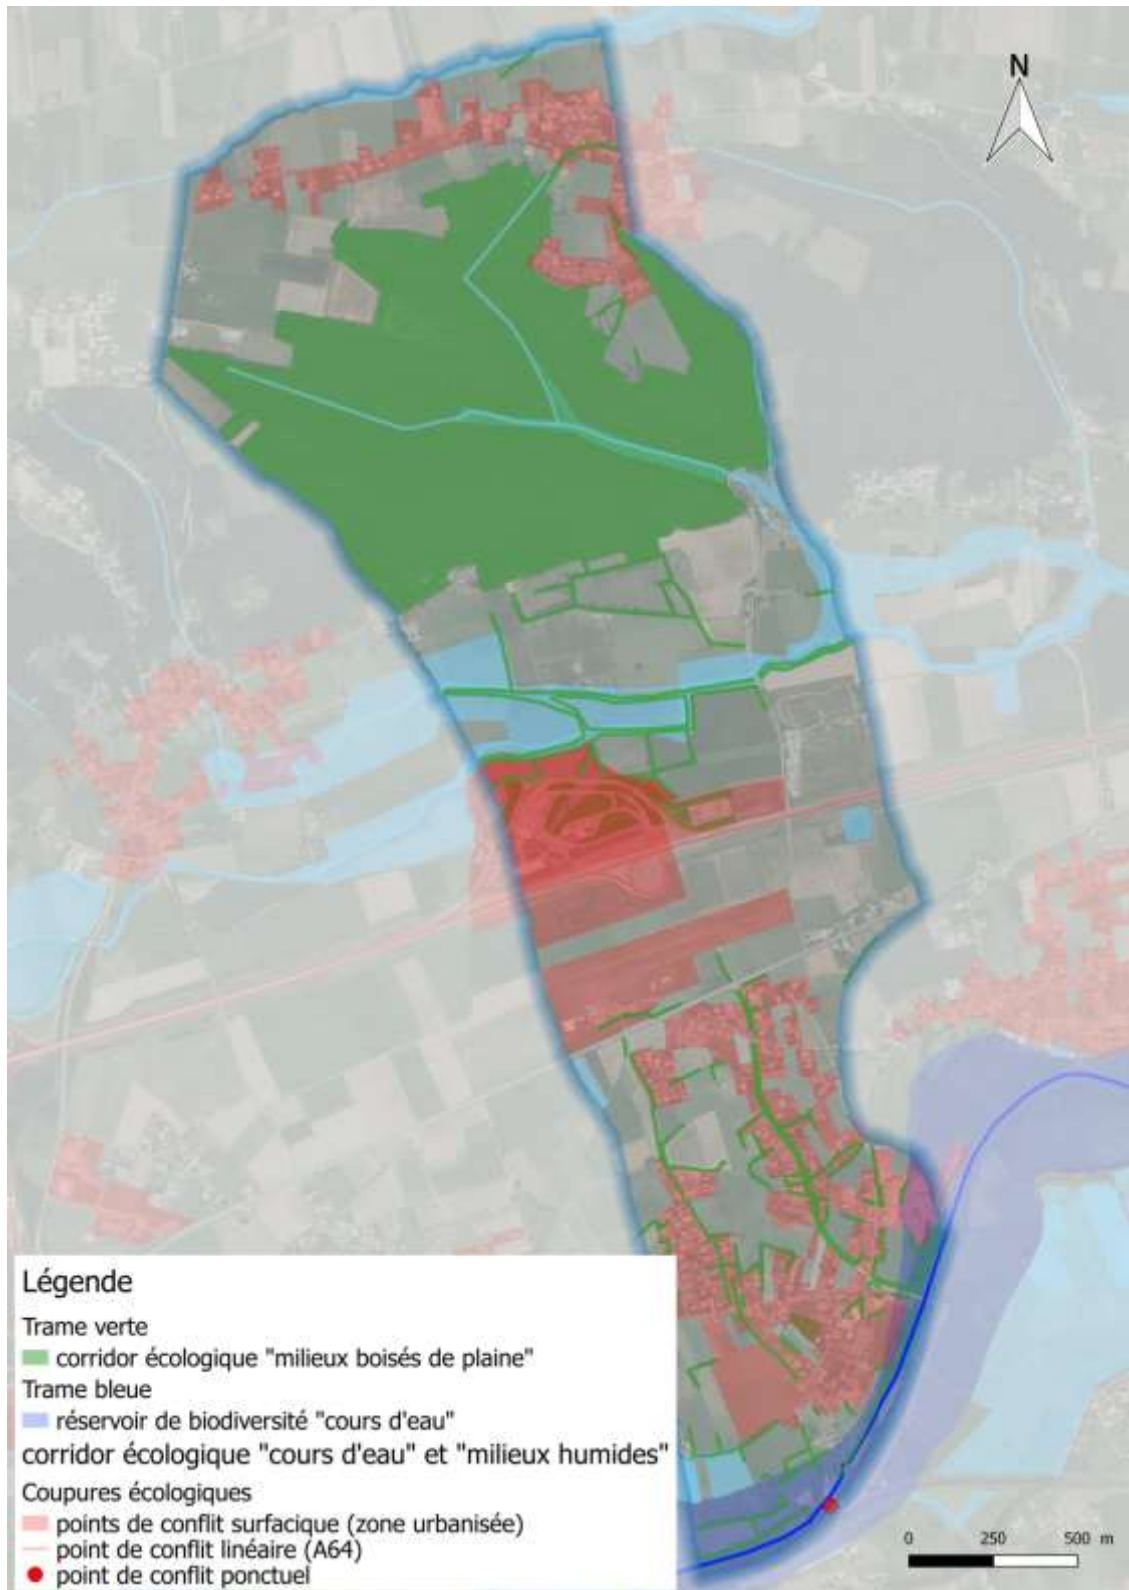 N
Légende
Trame verte
corridor écologique "milieux boisés de plaine"
Trame bleue
réservoir de biodiversité "cours d'eau"
corridor écologique "cours d'eau" et "milieux humides"
Coupures écologiques
points de conflit surfacique (zone urbanisée)
point de conflit linéaire (A64)
point de conflit ponctuel
0 250 500 m